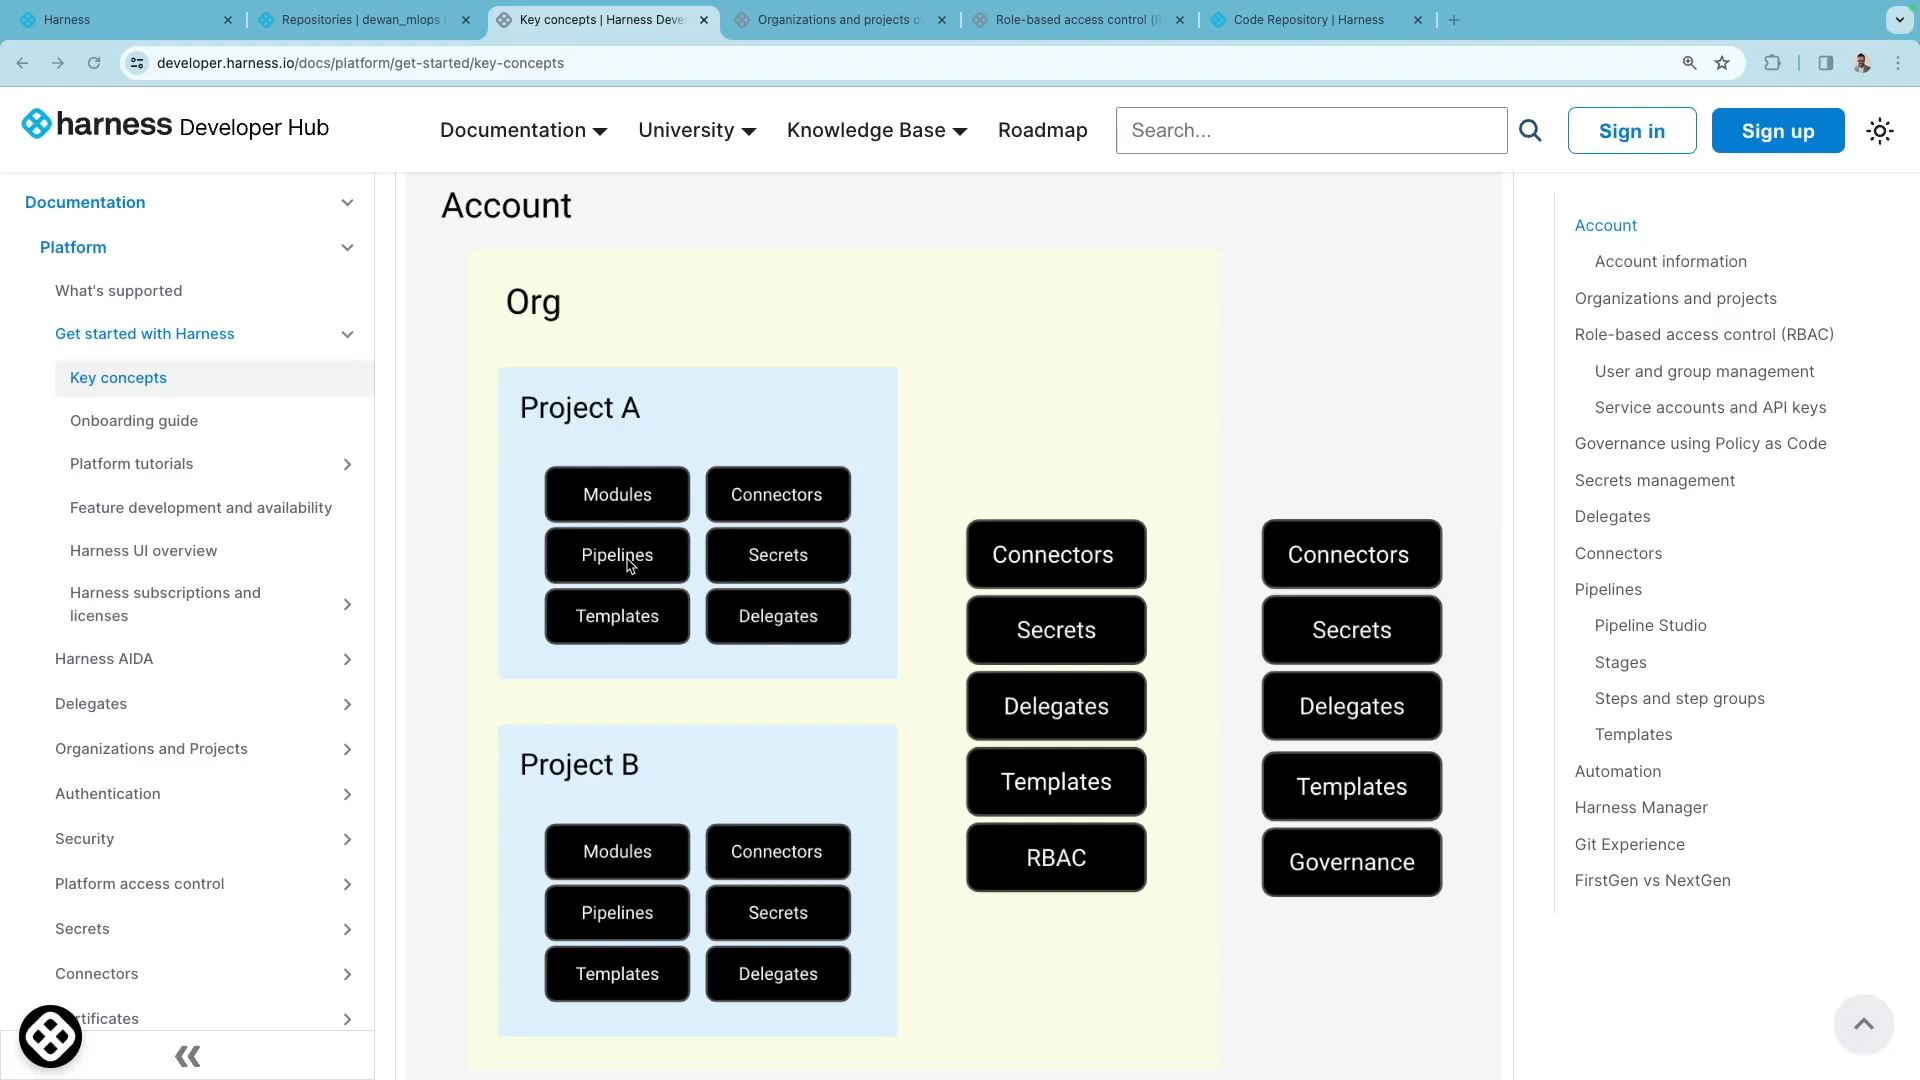 Harness
Repositories | dewan_mlops |
Key concepts | Harness Deve
Organizations and projects o
Role-based access control (R
Code Repository | Harness
developer.harness.io/docs/platform/get-started/key-concepts
harness Developer Hub
Documentation
University
Knowledge Base
Roadmap
Search...
Sign in
Sign up
Documentation
Platform
What's supported
Get started with Harness
Key concepts
Onboarding guide
Platform tutorials
Feature development and availability
Harness UI overview
Harness subscriptions and
licenses
Harness AIDA
Delegates
Organizations and Projects
Authentication
Security
Platform access control
Secrets
Connectors
rtificates
Account
Org
Project A
Modules
Connectors
Pipelines
Secrets
Templates
Delegates
Project B
Modules
Connectors
Pipelines
Secrets
Templates
Delegates
Connectors
Secrets
Delegates
Templates
RBAC
Connectors
Secrets
Delegates
Templates
Governance
Account
Account information
Organizations and projects
Role-based access control (RBAC)
User and group management
Service accounts and API keys
Governance using Policy as Code
Secrets management
Delegates
Connectors
Pipelines
Pipeline Studio
Stages
Steps and step groups
Templates
Automation
Harness Manager
Git Experience
FirstGen vs NextGen